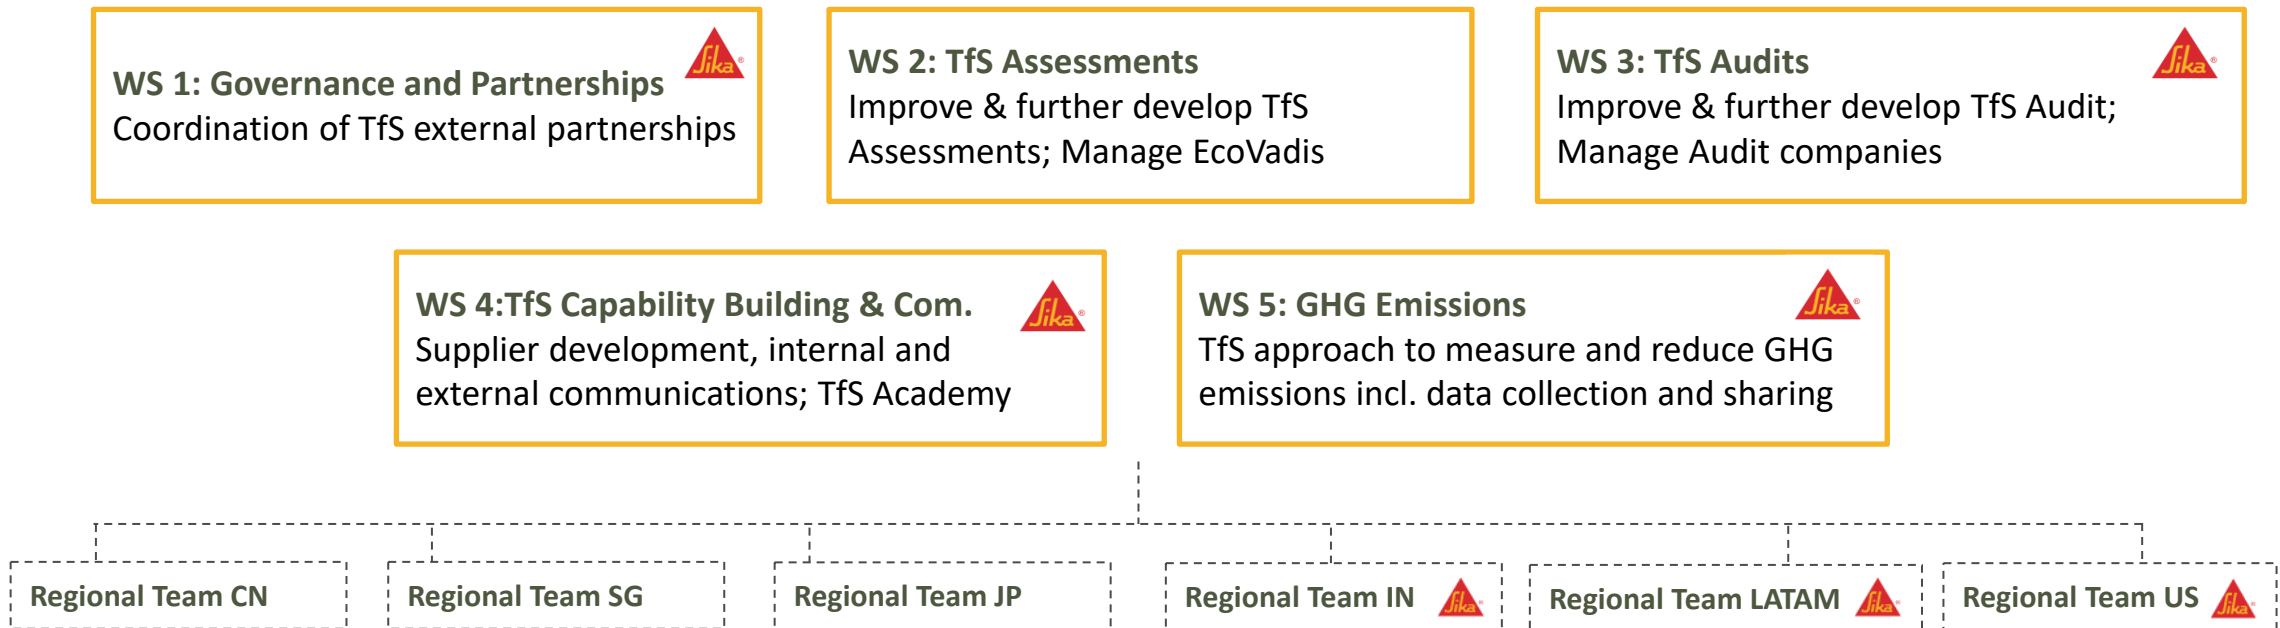 WS 1: Governance and Partnerships
Coordination of TfS external partnerships
Sika®
WS 2: TfS Assessments
Improve & further develop TfS
Assessments; Manage EcoVadis
WS 3: TfS Audits
Improve & further develop TfS Audit;
Manage Audit companies
Sika®
WS 4:TfS Capability Building & Com.
Supplier development, internal and
external communications; TfS Academy
Sika®
WS 5: GHG Emissions
TfS approach to measure and reduce GHG
emissions incl. data collection and sharing
Sika®
Regional Team CN
Regional Team SG
Regional Team JP
Regional Team IN
Sika®
Regional Team LATAM
Sika®
Regional Team US
Sika®